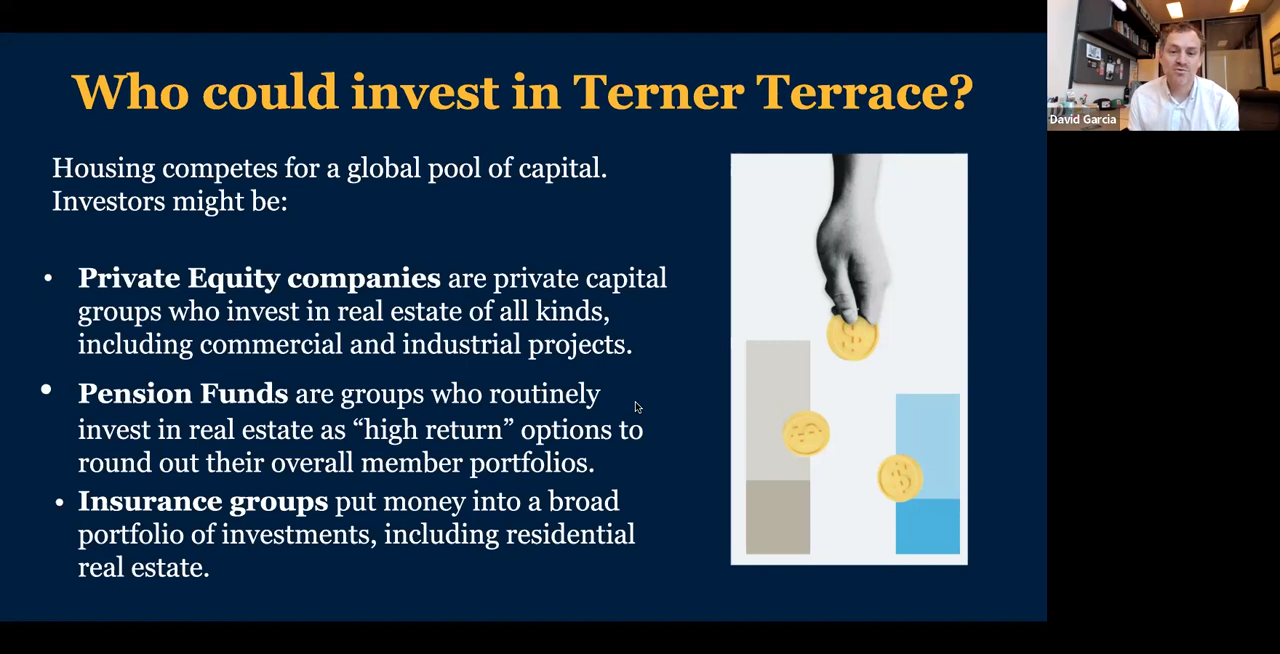 Who could invest in Terner Terrace?
Housing competes for a global pool of capital.
Investors might be:
• Private Equity companies are private capital
groups who invest in real estate of all kinds,
including commercial and industrial projects.
• Pension Funds are groups who routinely
invest in real estate as “high return” options to
round out their overall member portfolios.
• Insurance groups put money into a broad
portfolio of investments, including residential
real estate.
David Garcia